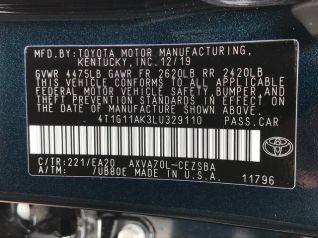 MFD.BY:TOYOTA MOTOR MANUFACTURING,
KENTUCKY, INC. 12/19
GVWR 4475LB GAWR FR 2620LB RR 2420LB
THIS VEHICLE CONFORMS TO ALL APPLICABLE
FEDERAL MOTOR VEHICLE SAFETY, BUMPER, AND
THEFT PREVENTION STANDARDS IN EFFECT ON
THE DATE OF MANUFACTURE SHOWN ABOVE.
4T1G11AK3LU329110 PASS.CAR
C/TR:221/EA20 AXVA70L-CEZSBA
A/TM: /UB80E MADE IN U.S.A.
11796
TOYOTA